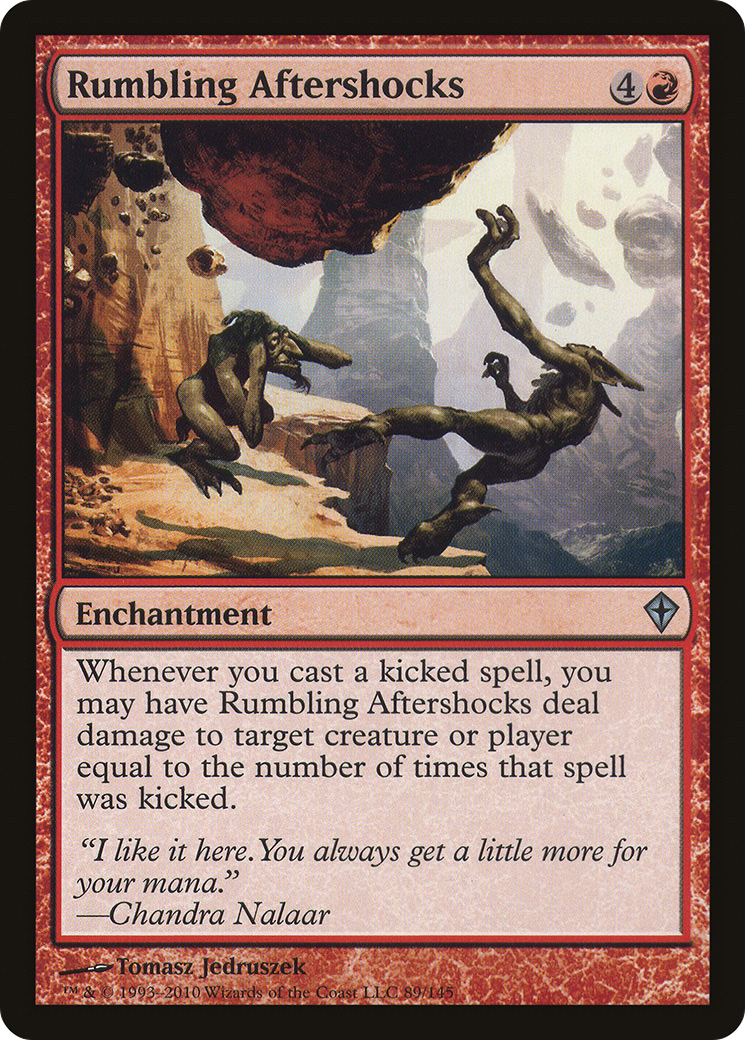 Rumbling Aftershocks 4
Enchantment
Whenever you cast a kicked spell, you
may have Rumbling Aftershocks deal
damage to target creature or player
equal to the number of times that spell
was kicked.
“I like it here. You always get a little more for
your mana.”
—Chandra Nalaar
Tomasz Jedruszek
™ & © 1993–2010 Wizards of the Coast LLC 89/145